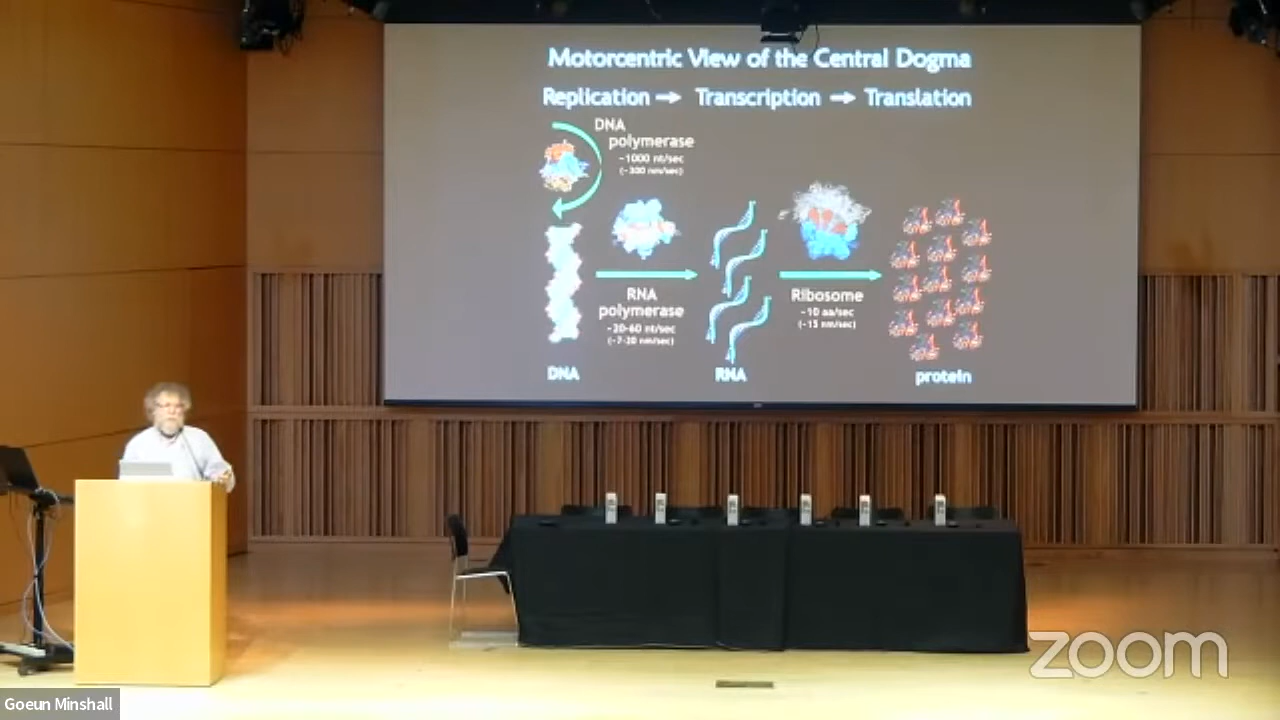 Motorcentric View of the Central Dogma
Replication → Transcription → Translation
DNA
polymerase
~1000 nt/sec
(~300 nm/sec)
RNA
polymerase
~20-60 nt/sec
(~7-20 nm/sec)
Ribosome
~10 aa/sec
(~15 nm/sec)
DNA
RNA
protein
zoom
Goeun Minshall